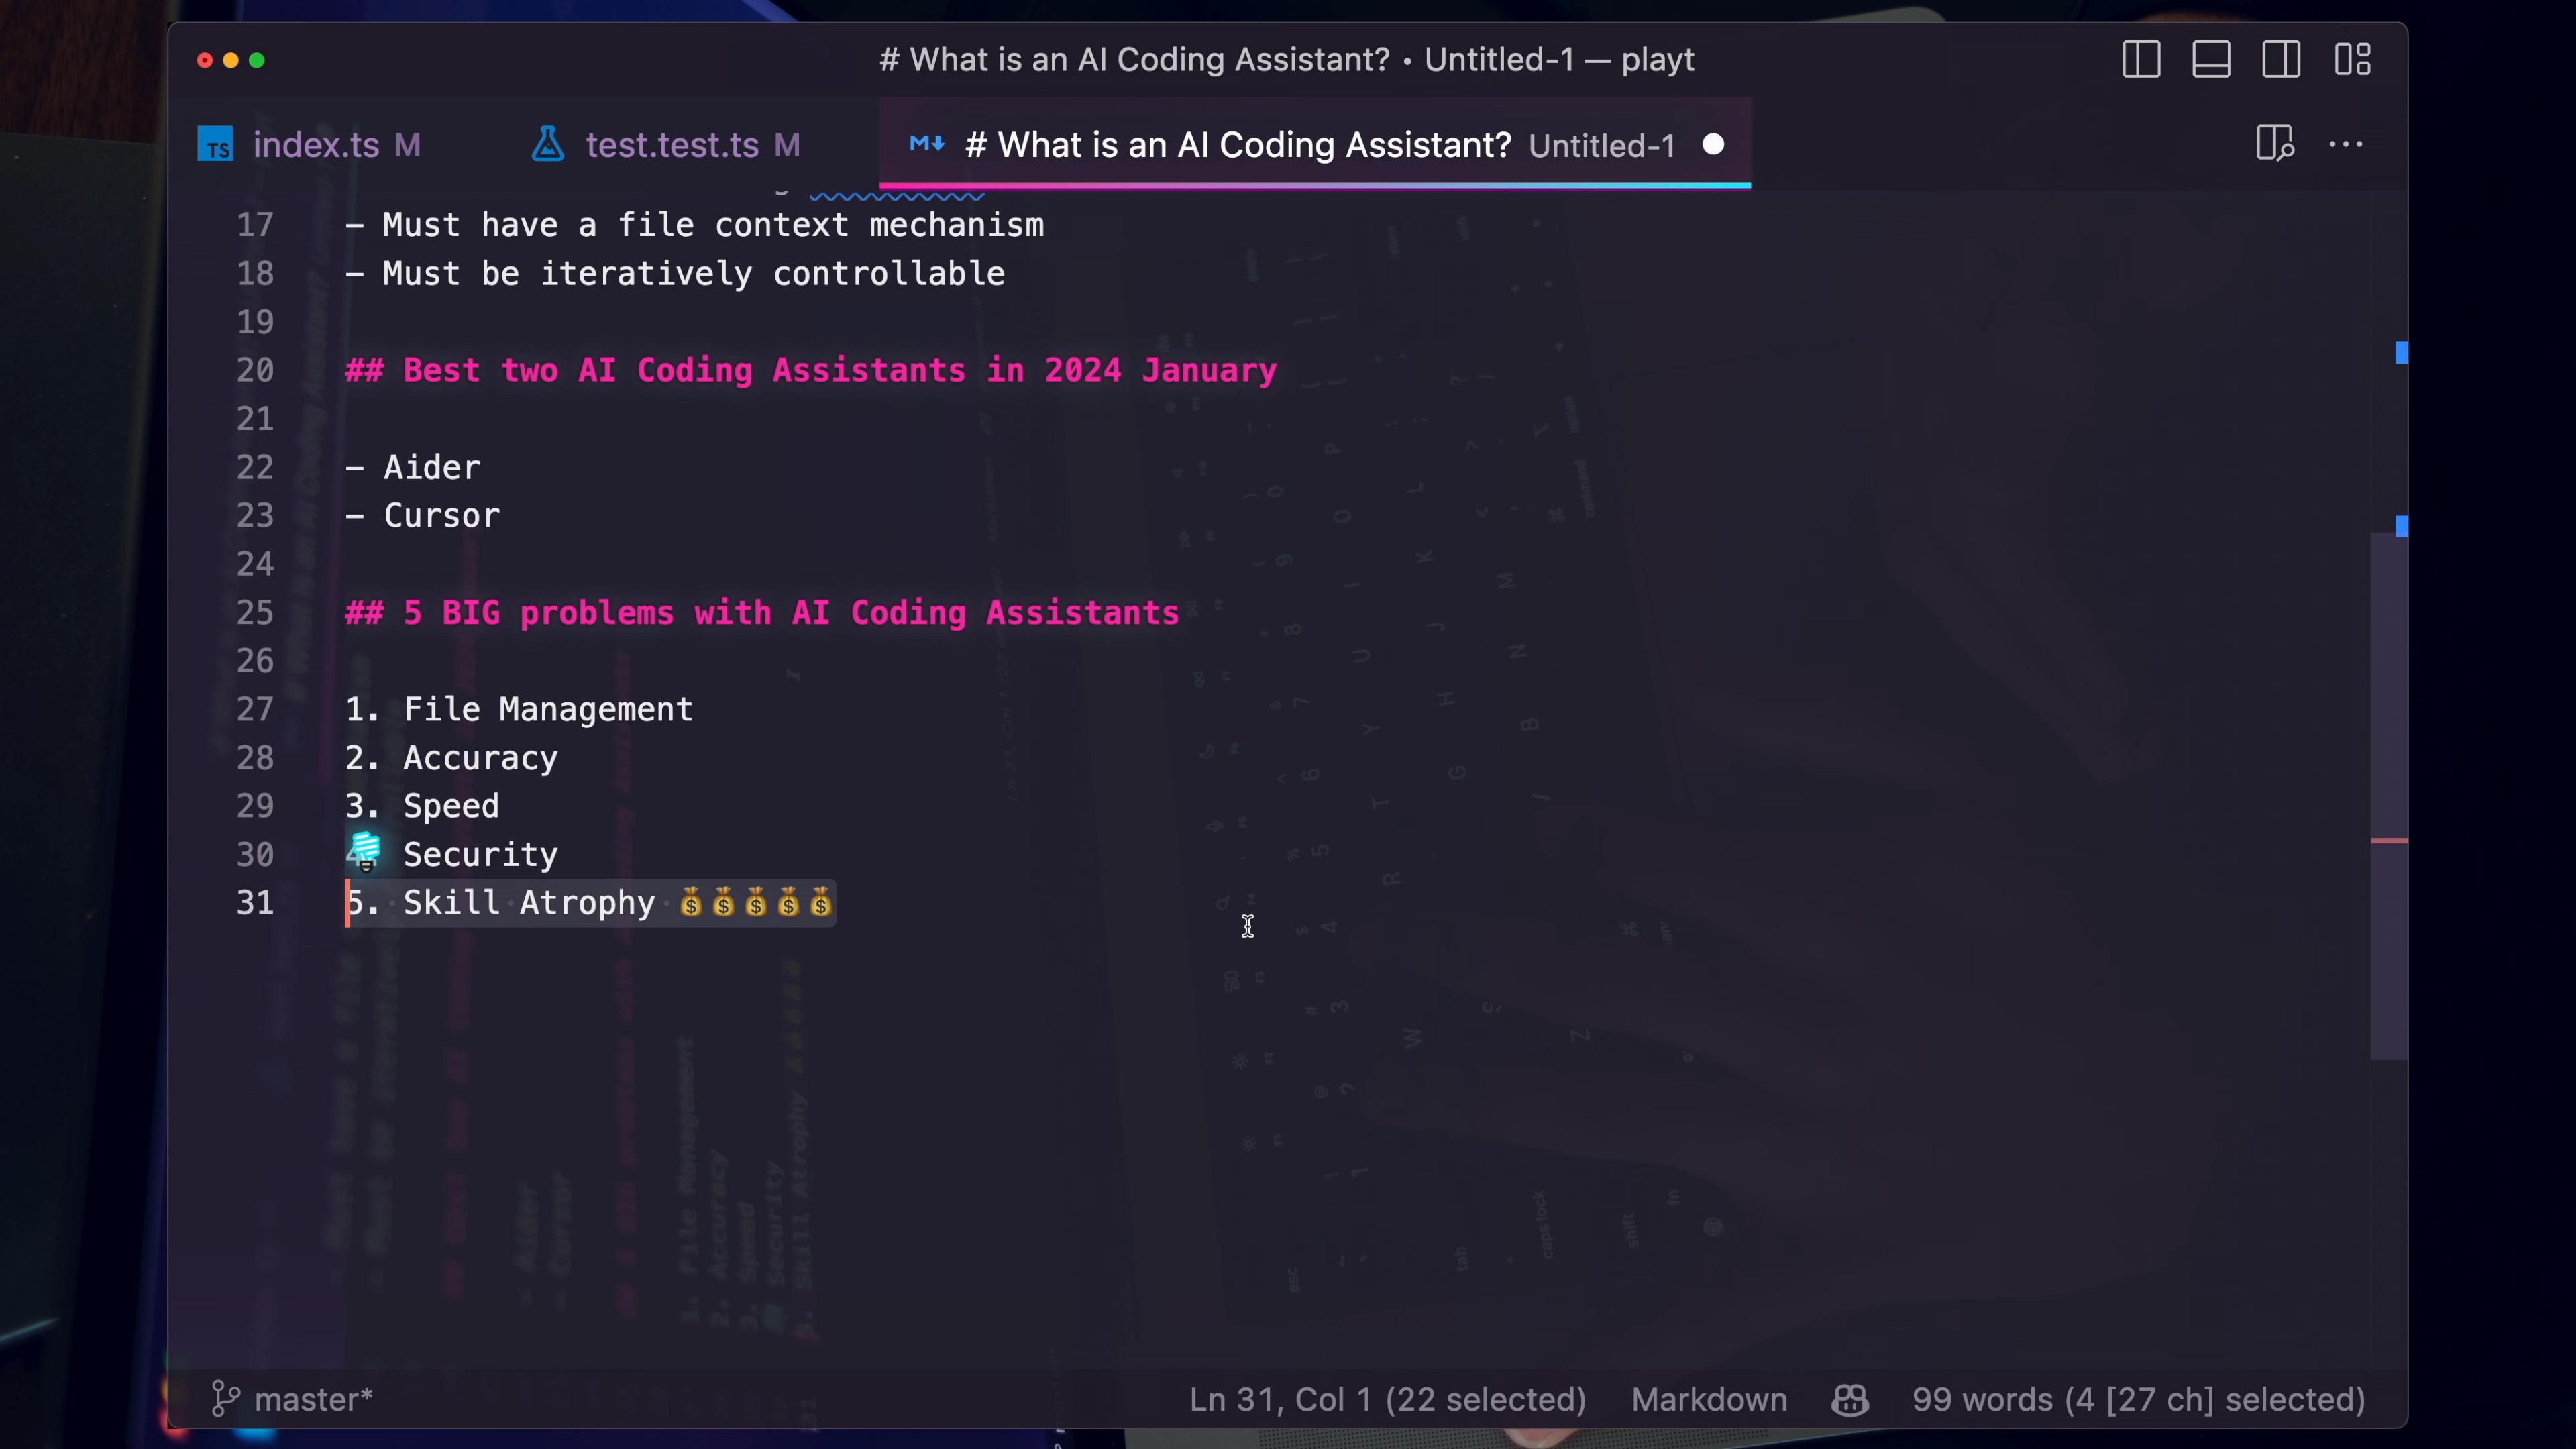 # What is an AI Coding Assistant? • Untitled-1 — playt
index.ts M
test.test.ts M
# What is an AI Coding Assistant? Untitled-1
17 – Must have a file context mechanism
18 – Must be iteratively controllable
19
20 ## Best two AI Coding Assistants in 2024 January
21
22 – Aider
23 – Cursor
24
25 ## 5 BIG problems with AI Coding Assistants
26
27 1. File Management
28 2. Accuracy
29 3. Speed
30 4. Security
31 5. Skill Atrophy 💰💰💰💰💰
master*
Ln 31, Col 1 (22 selected)
Markdown
99 words (4 [27 ch] selected)